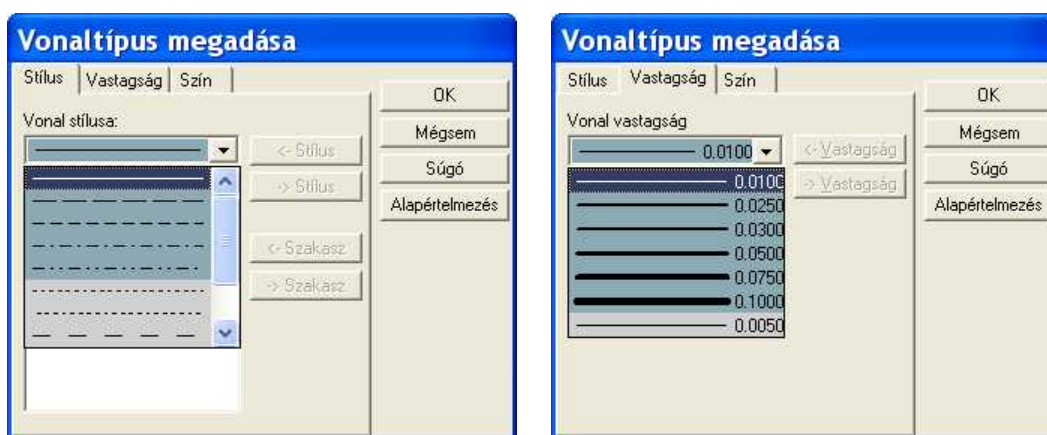 Vonaltípus megadása
Stílus Vastagság Szín
Vonal stílusa:
<- Stílus
-> Stílus
<- Szakasz
-> Szakasz
OK
Mégsem
Súgó
Alapértelmezés
Vonaltípus megadása
Stílus Vastagság Szín
Vonal vastagság
0.0100
0.0100
0.0250
0.0300
0.0500
0.0750
0.1000
0.0050
<- Vastagság
-> Vastagság
OK
Mégsem
Súgó
Alapértelmezés